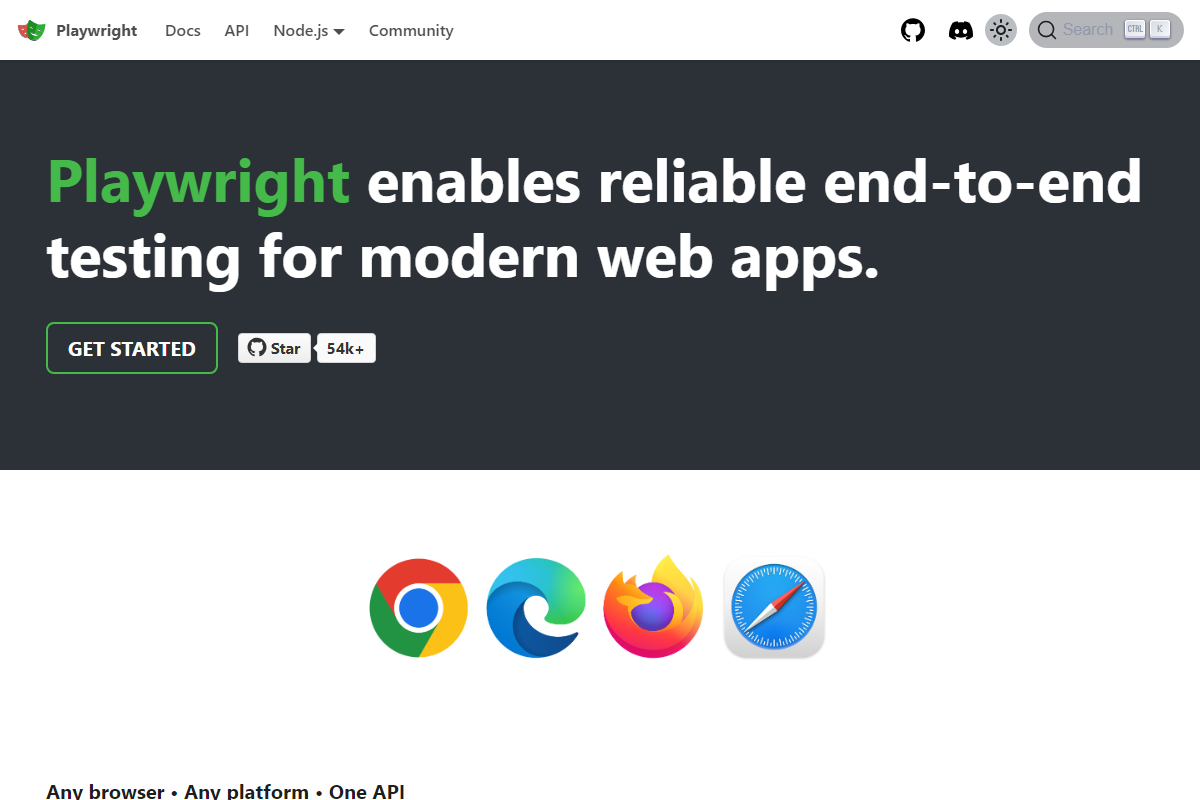 Playwright Docs API Node.js Community Search CTRL K
Playwright enables reliable end-to-end
testing for modern web apps.
GET STARTED Star 54k+
Any browser • Any platform • One API